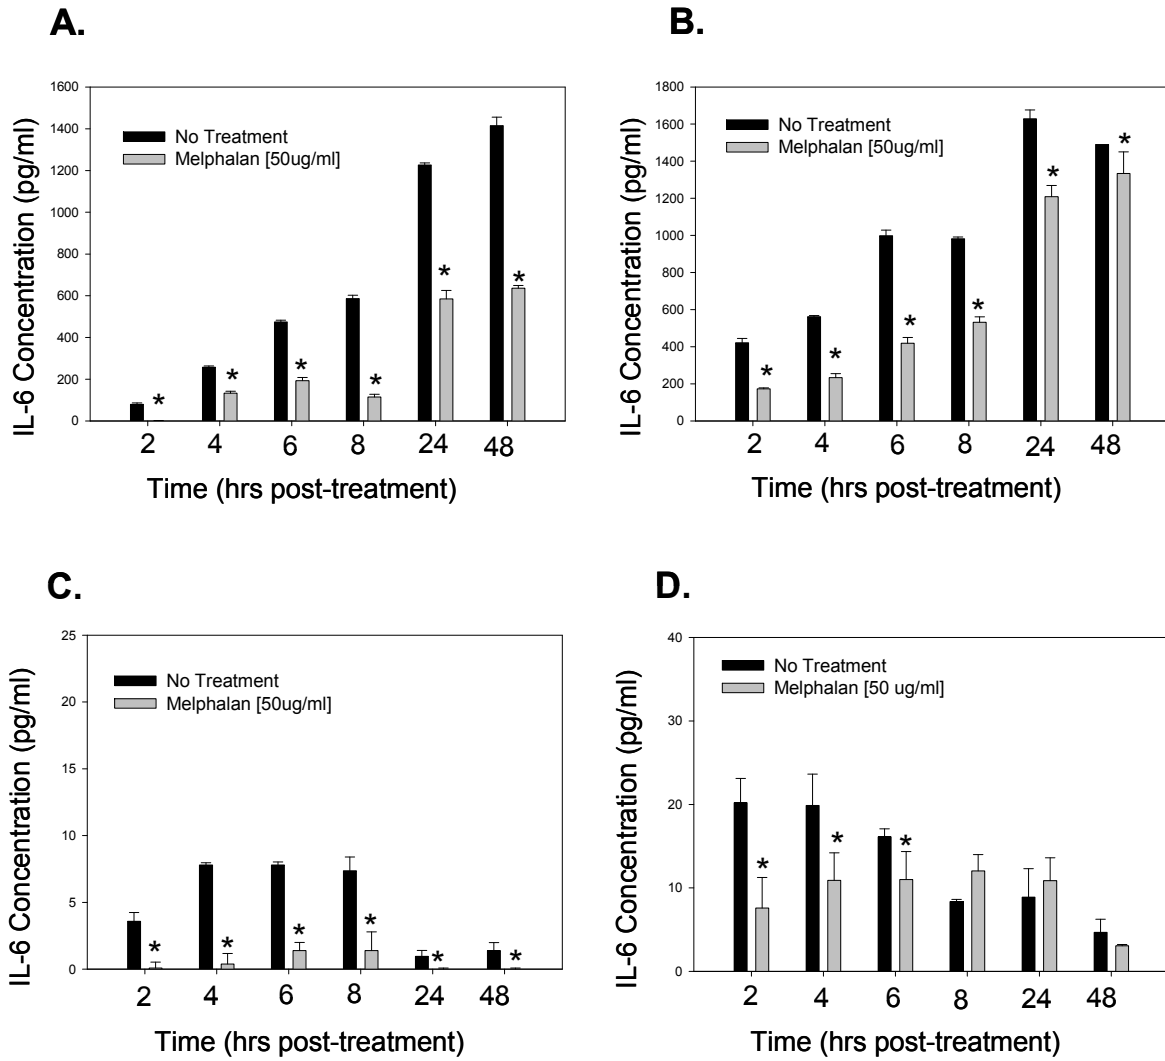 A.
IL-6 Concentration (pg/ml)
1600
1400
1200
1000
800
600
400
200
0
No Treatment
Melphalan [50ug/ml]
* * * * * *
2 4 6 8 24 48
Time (hrs post-treatment)
B.
IL-6 Concentration (pg/ml)
1800
1600
1400
1200
1000
800
600
400
200
0
No Treatment
Melphalan [50ug/ml]
* * * * * *
2 4 6 8 24 48
Time (hrs post-treatment)
C.
IL-6 Concentration (pg/ml)
25
20
15
10
5
0
No Treatment
Melphalan [50ug/ml]
* * * * * *
2 4 6 8 24 48
Time (hrs post-treatment)
D.
IL-6 Concentration (pg/ml)
40
30
20
10
0
No Treatment
Melphalan [50 ug/ml]
* * *
2 4 6 8 24 48
Time (hrs post-treatment)